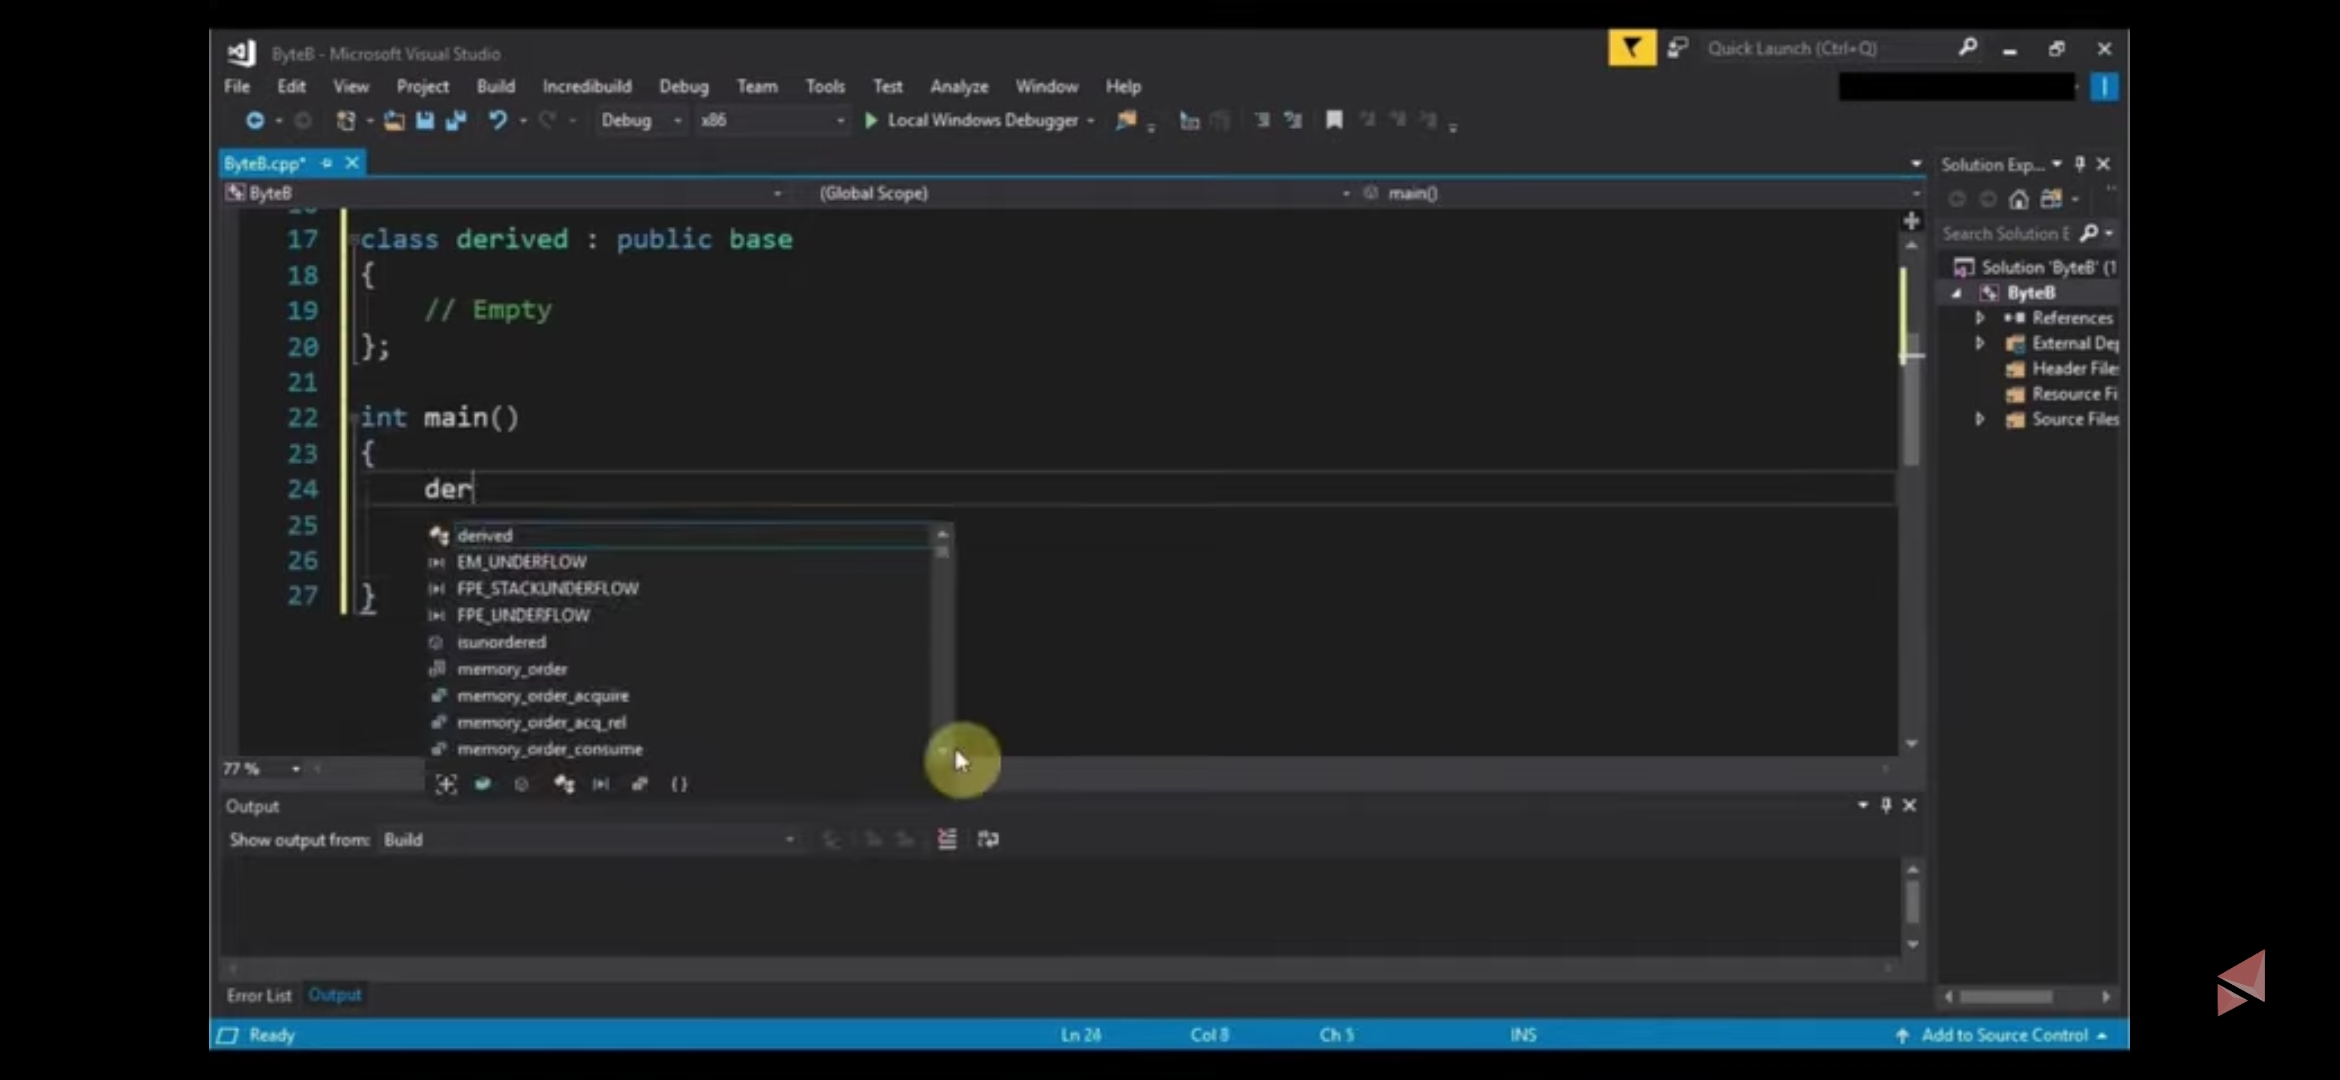 ByteB - Microsoft Visual Studio
Quick Launch (Ctrl+Q)
File Edit View Project Build Incredibuild Debug Team Tools Test Analyze Window Help
Debug x86 Local Windows Debugger
ByteB.cpp*
Solution Exp...
ByteB (Global Scope) main()
Search Solution E
17 class derived : public base
18 {
19 // Empty
20 };
21
22 int main()
23 {
24 der
25
26
27 }
derived
EM_UNDERFLOW
FPE_STACKUNDERFLOW
FPE_UNDERFLOW
isunordered
memory_order
memory_order_acquire
memory_order_acq_rel
memory_order_consume
{}
Solution 'ByteB' (1
ByteB
References
External Dep
Header Files
Resource Fi
Source Files
77 %
Output
Show output from: Build
Error List Output
Ready Ln 24 Col 8 Ch 5 INS Add to Source Control